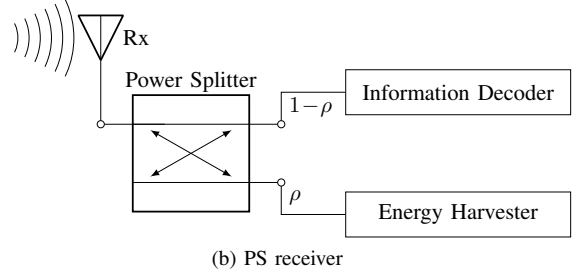 Rx
Power Splitter
1−ρ
Information Decoder
ρ
Energy Harvester
(b) PS receiver